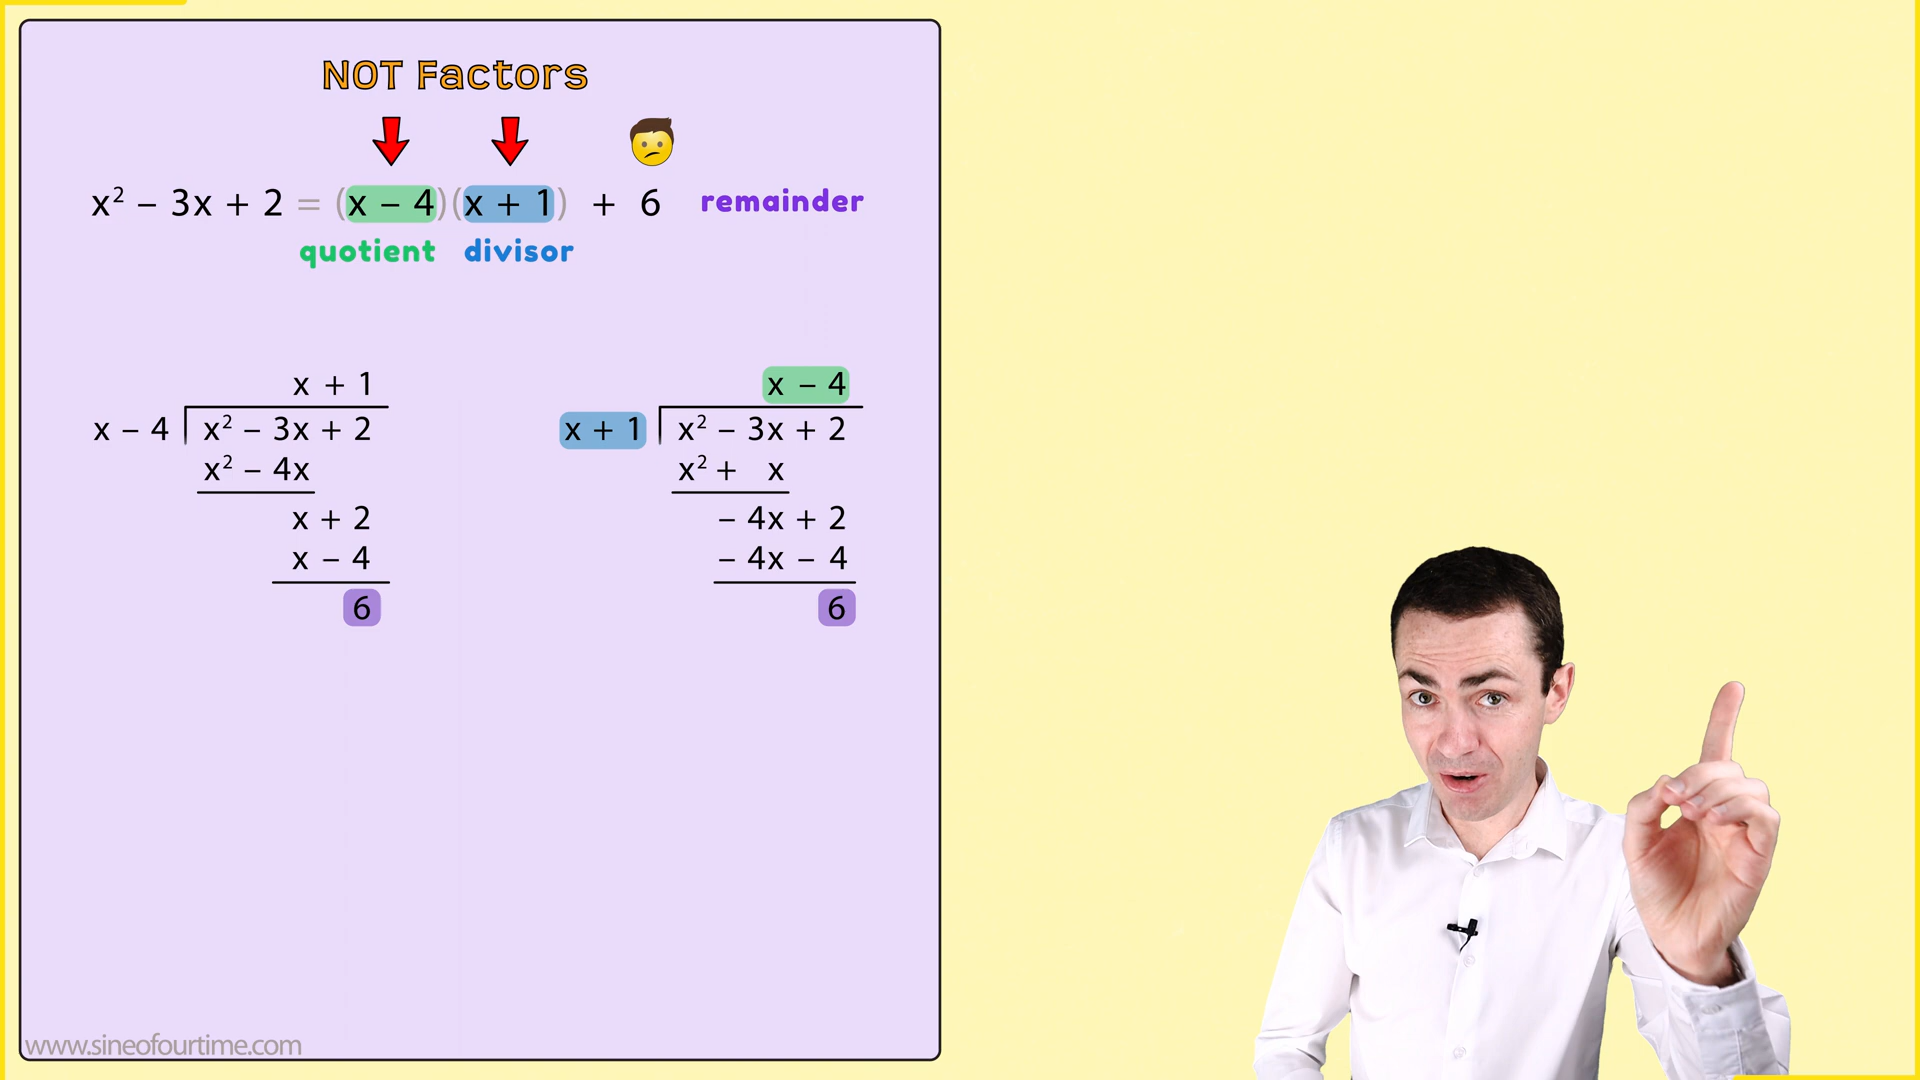 NOT Factors
x² − 3x + 2 = (x − 4)(x + 1) + 6 remainder
quotient divisor
x + 1
x − 4 x² − 3x + 2
x² − 4x
x + 2
x − 4
6
x − 4
x + 1 x² − 3x + 2
x² + x
− 4x + 2
− 4x − 4
6
www.sineofourtime.com